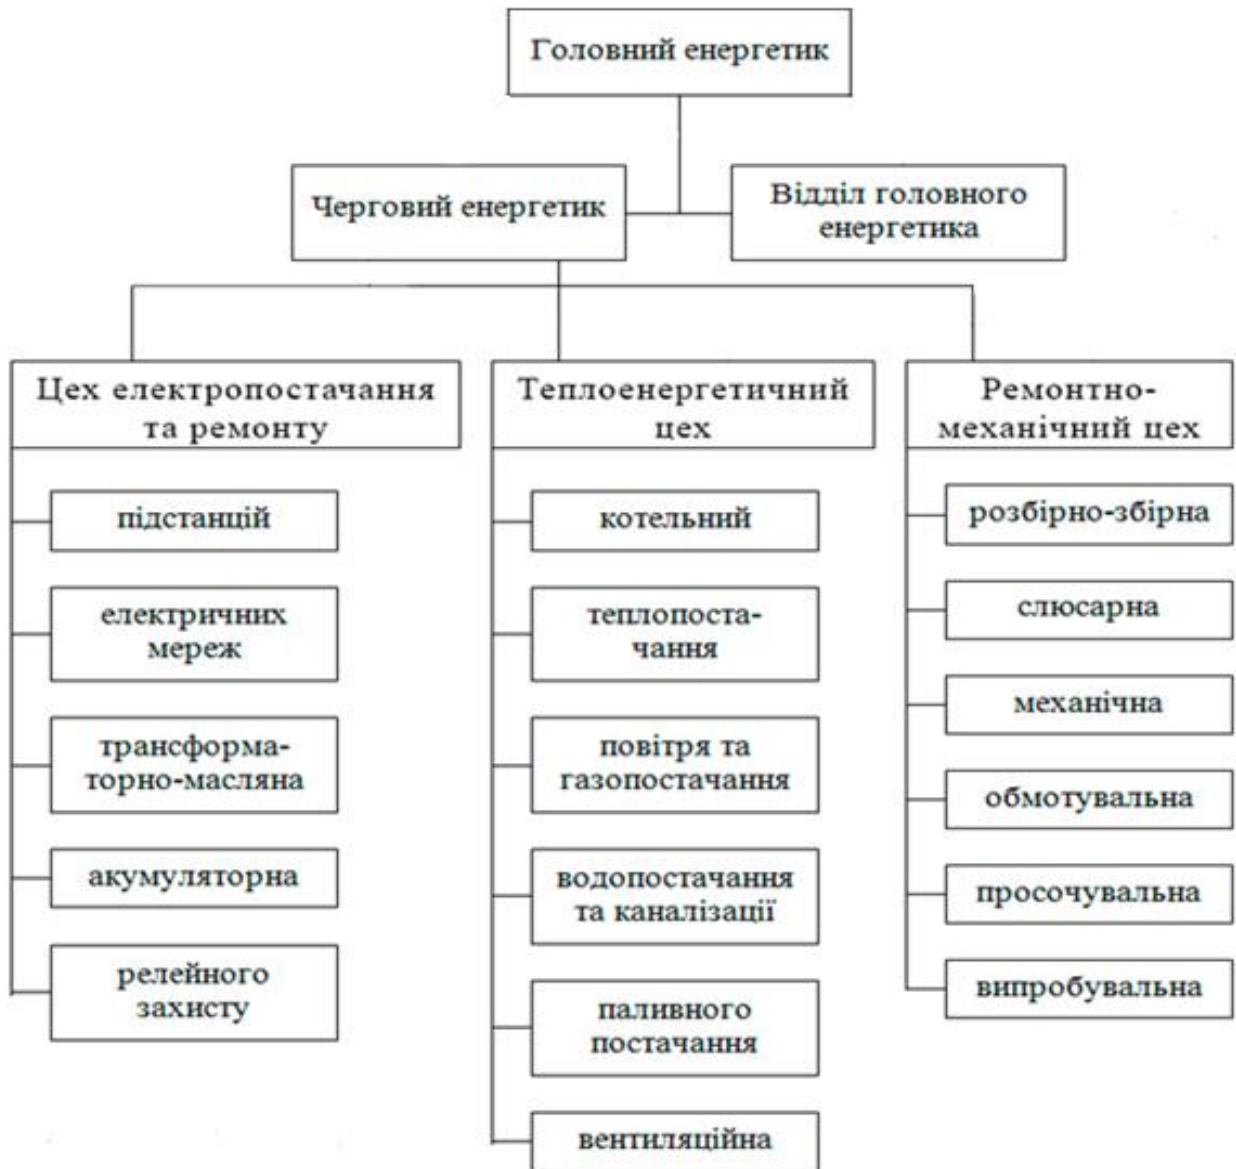 Головний енергетик
Черговий енергетик
Відділ головного
енергетика
Цех електропостачання
та ремонту
підстанцій
електричних
мереж
трансформа-
торно-масляна
акумуляторна
релейного
захисту
Теплоенергетичний
цех
котельний
теплопоста-
чання
повітря та
газопостачання
водопостачання
та каналізації
паливного
постачання
вентиляційна
Ремонтно-
механічний цех
розбірно-збірна
слюсарна
механічна
обмотувальна
просочувальна
випробувальна